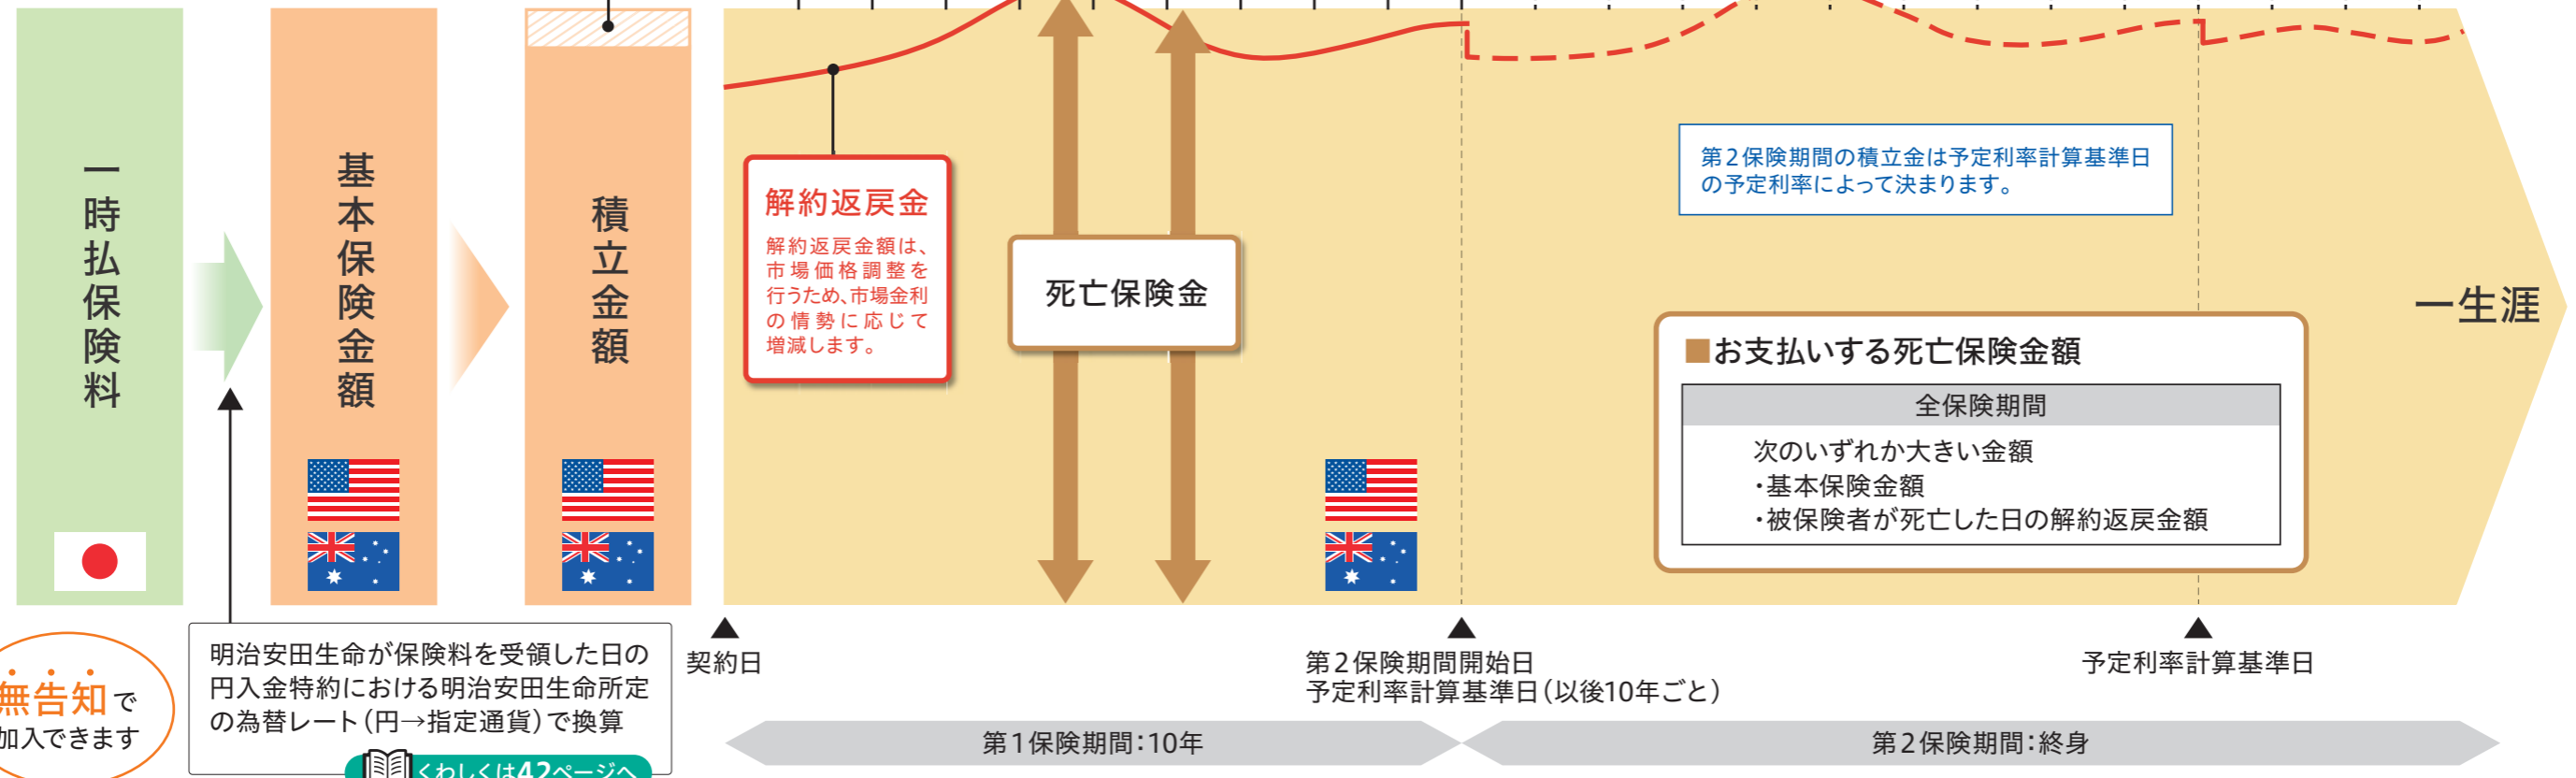 一時払保険料
基本保険金額
積立金額
解約返戻金
解約返戻金額は、
市場価格調整を
行うため、市場金利
の情勢に応じて
増減します。
死亡保険金
第2保険期間の積立金は予定利率計算基準日
の予定利率によって決まります。
一生涯
■お支払いする死亡保険金額
全保険期間
次のいずれか大きい金額
・基本保険金額
・被保険者が死亡した日の解約返戻金額
無告知で
加入できます
明治安田生命が保険料を受領した日の
円入金特約における明治安田生命所定
の為替レート（円→指定通貨）で換算
くわしくは42ページへ
契約日
第2保険期間開始日
予定利率計算基準日（以後10年ごと）
予定利率計算基準日
第1保険期間：10年
第2保険期間：終身